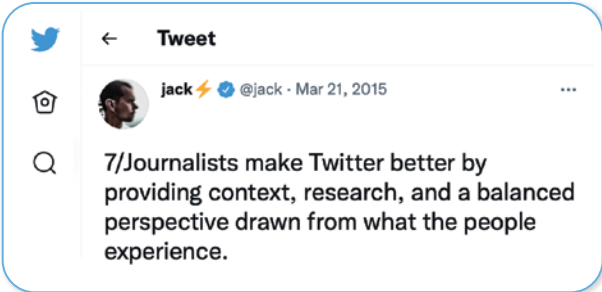 Tweet
jack⚡ @jack · Mar 21, 2015
7/Journalists make Twitter better by
providing context, research, and a balanced
perspective drawn from what the people
experience.